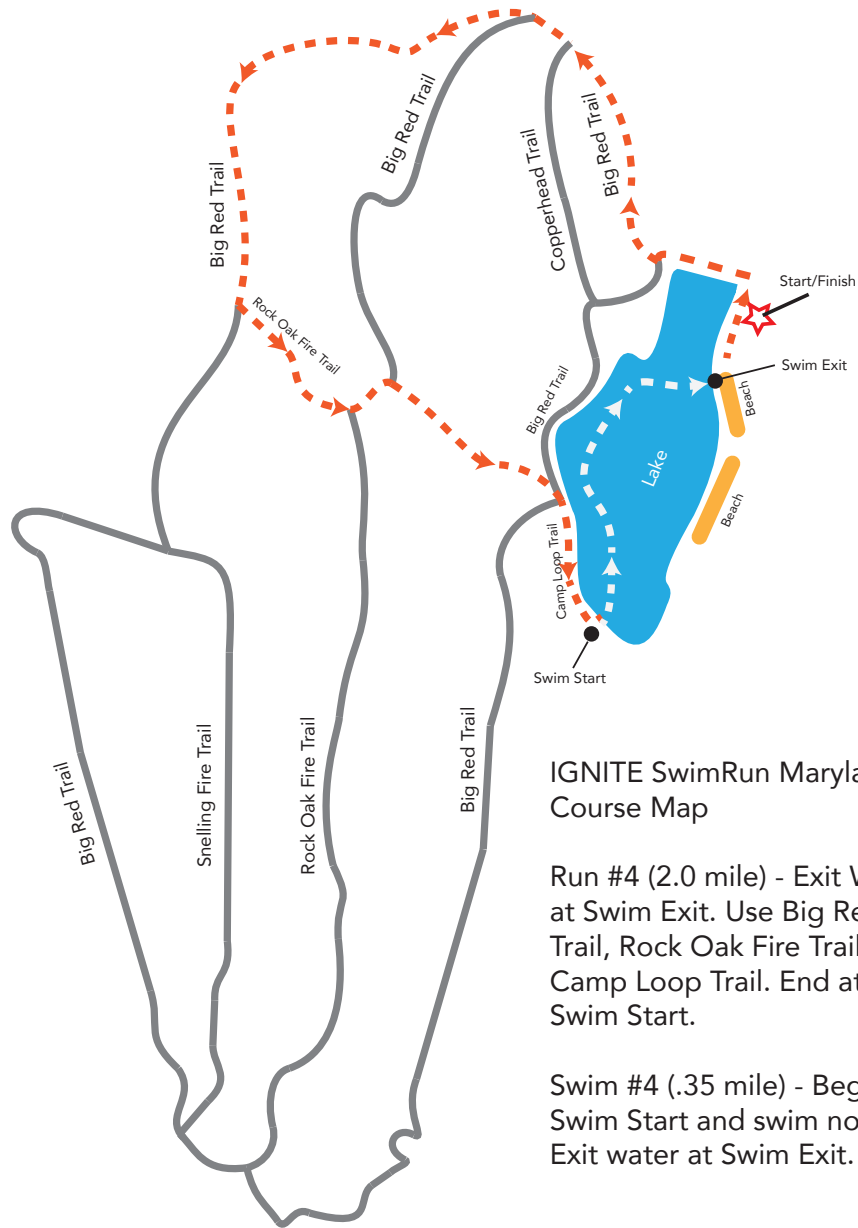 Big Red Trail
Big Red Trail
Copperhead Trail
Big Red Trail
Start/Finish
Rock Oak Fire Trail
Swim Exit
Beach
Big Red Trail
Lake
Beach
Camp Loop Trail
Swim Start
Big Red Trail
Snelling Fire Trail
Rock Oak Fire Trail
Big Red Trail
IGNITE SwimRun Maryla
Course Map
Run #4 (2.0 mile) - Exit W
at Swim Exit. Use Big Re
Trail, Rock Oak Fire Trail
Camp Loop Trail. End at
Swim Start.
Swim #4 (.35 mile) - Beg
Swim Start and swim no
Exit water at Swim Exit.